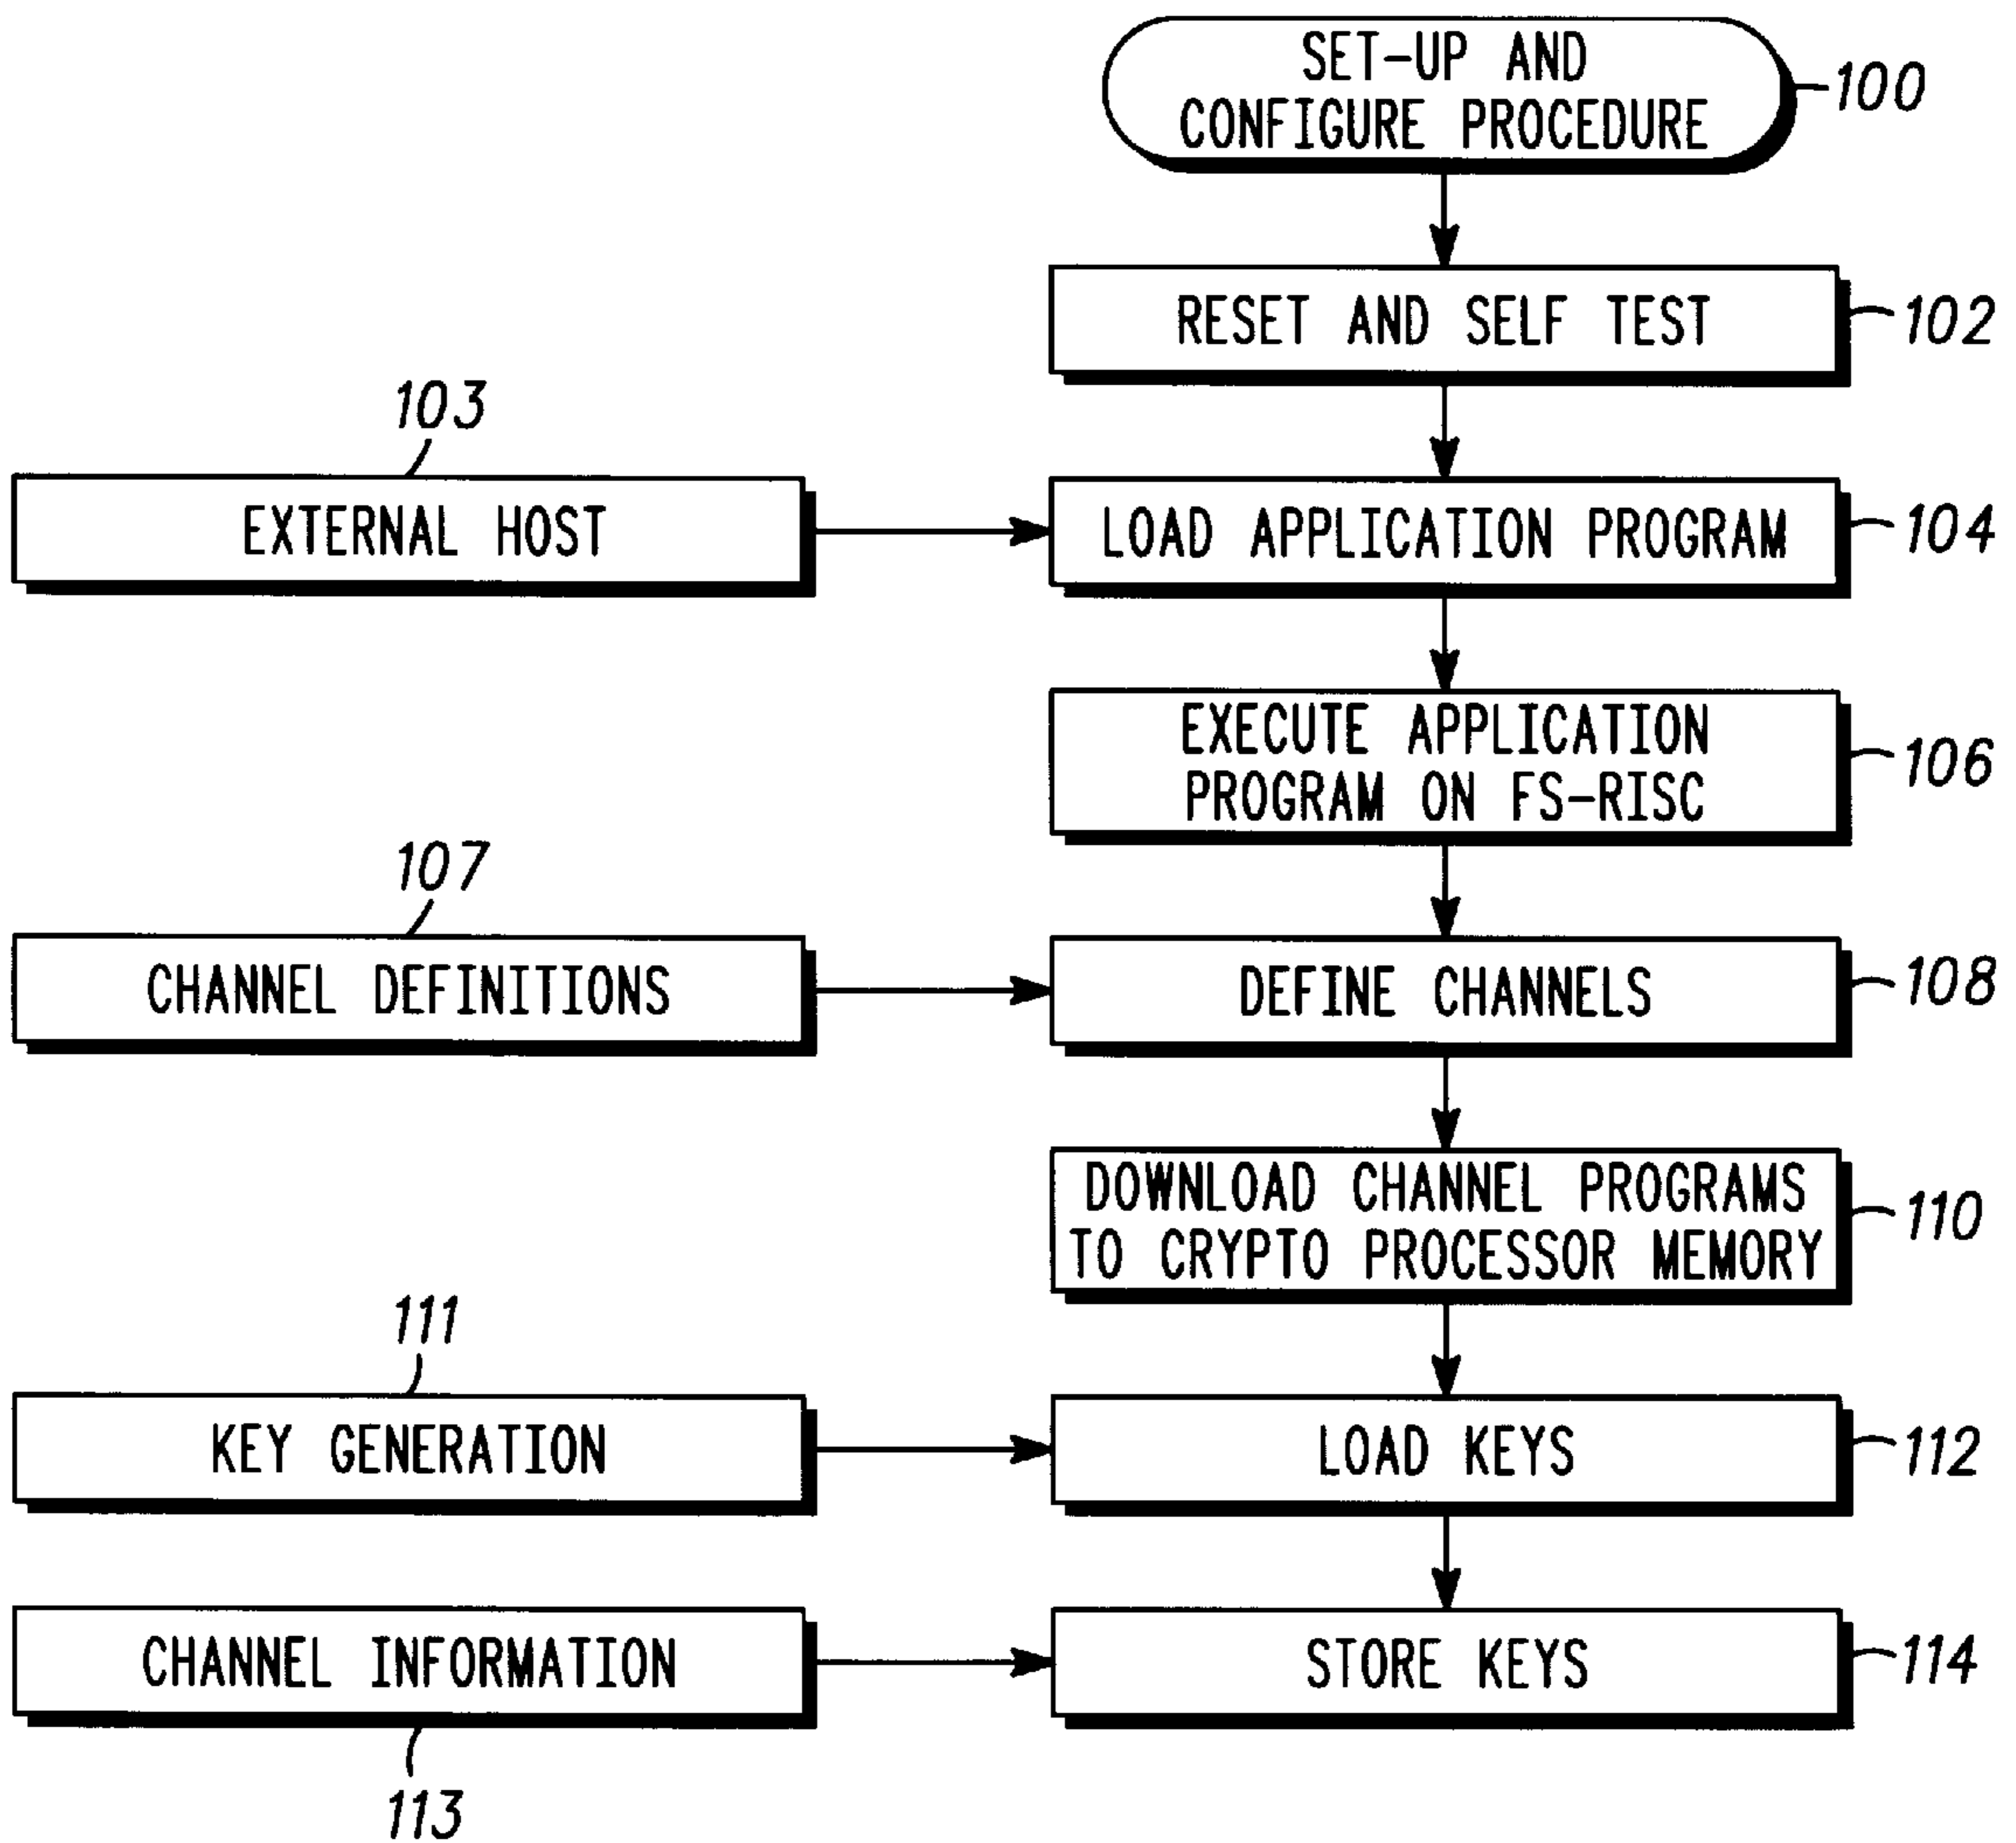 SET-UP AND
CONFIGURE PROCEDURE
100
RESET AND SELF TEST
102
103
EXTERNAL HOST
LOAD APPLICATION PROGRAM
104
EXECUTE APPLICATION
PROGRAM ON FS-RISC
106
107
CHANNEL DEFINITIONS
DEFINE CHANNELS
108
DOWNLOAD CHANNEL PROGRAMS
TO CRYPTO PROCESSOR MEMORY
110
111
KEY GENERATION
LOAD KEYS
112
CHANNEL INFORMATION
STORE KEYS
114
113